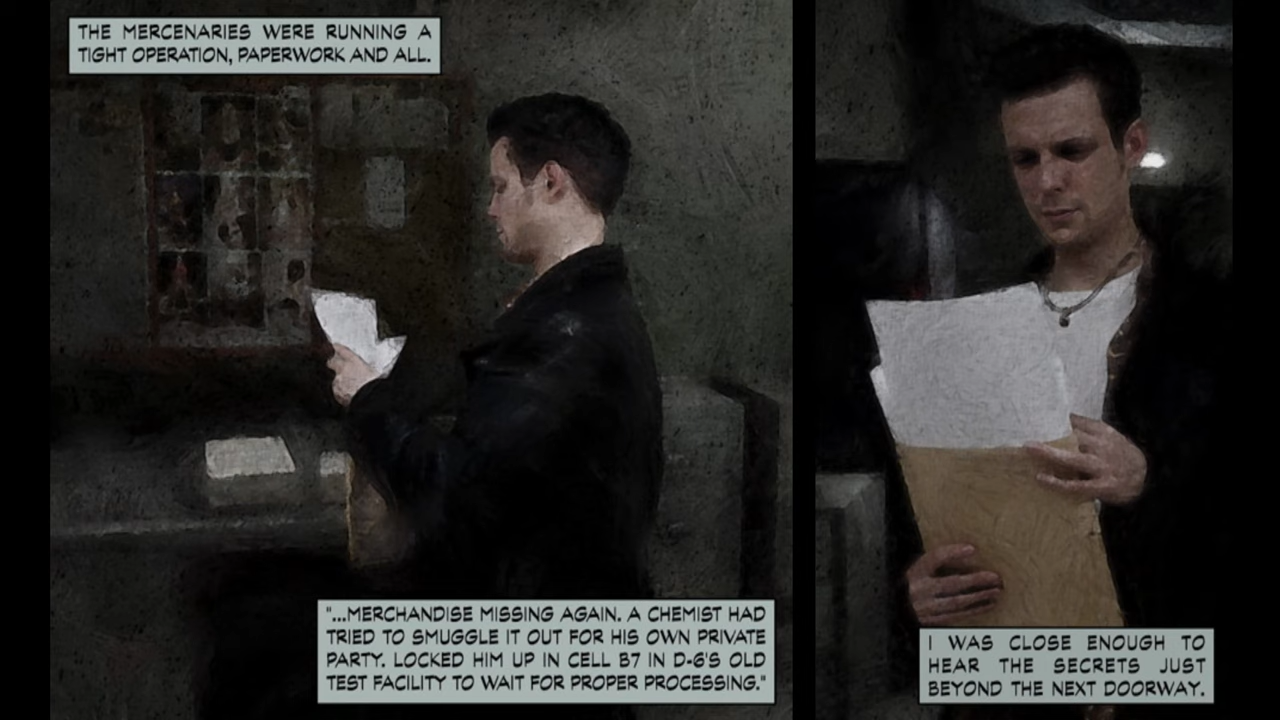 THE MERCENARIES WERE RUNNING A
TIGHT OPERATION, PAPERWORK AND ALL.
"...MERCHANDISE MISSING AGAIN. A CHEMIST HAD
TRIED TO SMUGGLE IT OUT FOR HIS OWN PRIVATE
PARTY. LOCKED HIM UP IN CELL B7 IN D-6'S OLD
TEST FACILITY TO WAIT FOR PROPER PROCESSING."
I WAS CLOSE ENOUGH TO
HEAR THE SECRETS JUST
BEYOND THE NEXT DOORWAY.